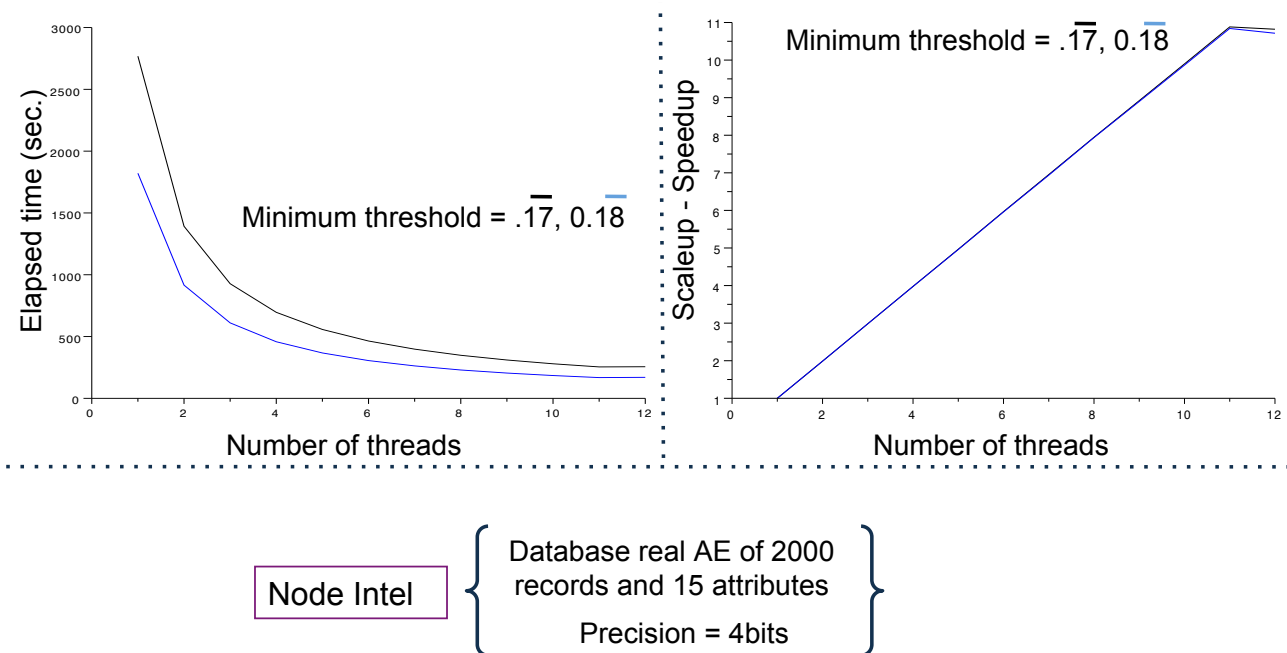 3000
2500
2000
1500
1000
500
0
Elapsed time (sec.)
Minimum threshold = .17, 0.18
0 2 4 6 8 10 12
Number of threads
11
10
9
8
7
6
5
4
3
2
1
Scaleup - Speedup
Minimum threshold = .17, 0.18
0 2 4 6 8 10 12
Number of threads
Node Intel
Database real AE of 2000
records and 15 attributes
Precision = 4bits